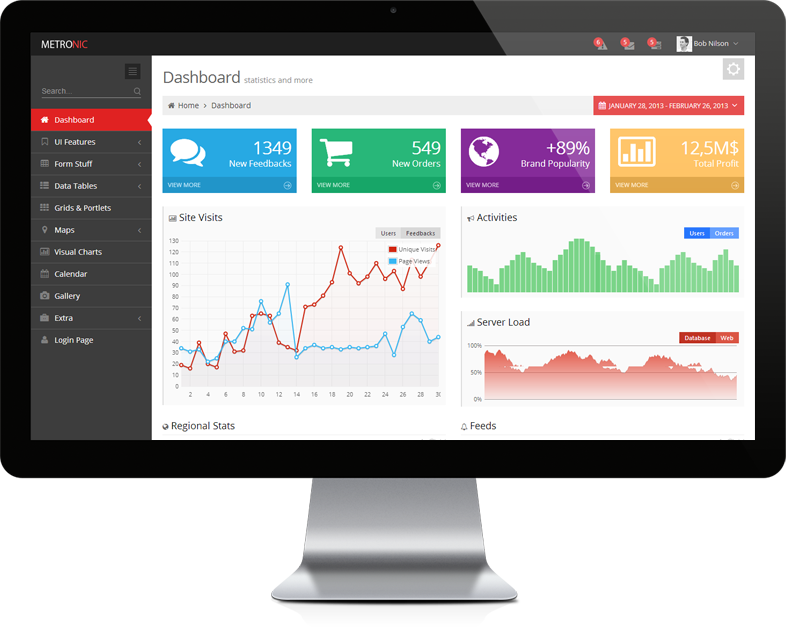 METRONIC
6
5
5
Bob Nilson
Search...
Dashboard
UI Features
Form Stuff
Data Tables
Grids & Portlets
Maps
Visual Charts
Calendar
Gallery
Extra
Login Page
Dashboard statistics and more
Home > Dashboard
JANUARY 28, 2013 - FEBRUARY 26, 2013
1349
New Feedbacks
VIEW MORE
549
New Orders
VIEW MORE
+89%
Brand Popularity
VIEW MORE
12,5M$
Total Profit
VIEW MORE
Site Visits
Users Feedbacks
Unique Visits
Page Views
130
120
110
100
90
80
70
60
50
40
30
20
10
0
2 4 6 8 10 12 14 16 18 20 22 24 26 28 30
Activities
Users Orders
Server Load
Database Web
100%
50%
0%
Regional Stats
Feeds